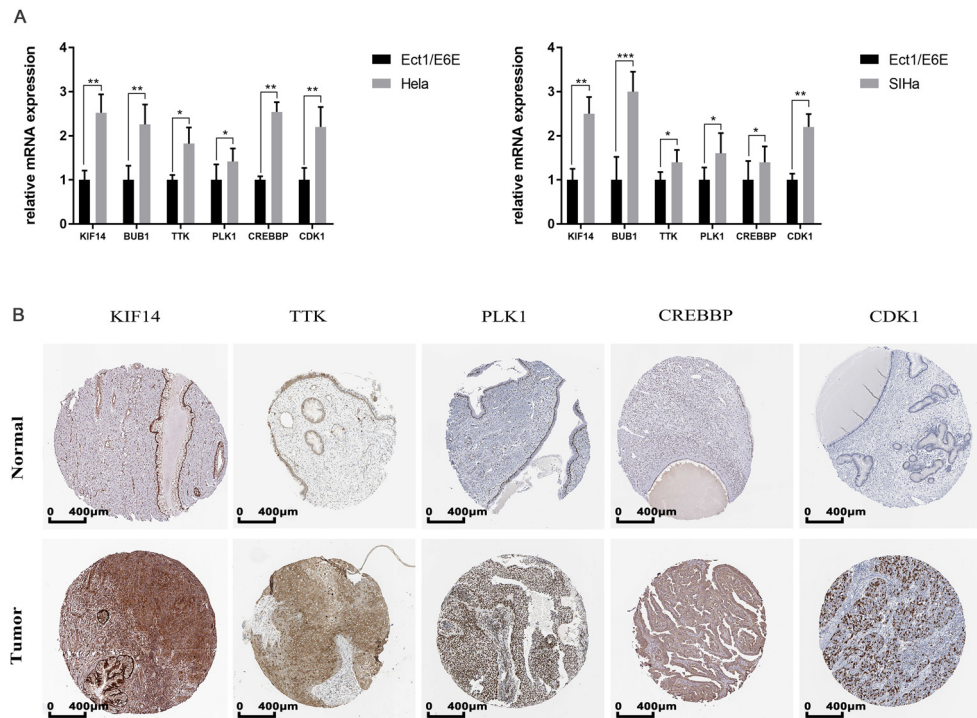 A
relative mRNA expression
4
3
2
1
0
KIF14 BUB1 TTK PLK1 CREBBP CDK1
** ** * * ** **
Ect1/E6E
Hela
relative mRNA expression
4
3
2
1
0
KIF14 BUB1 TTK PLK1 CREBBP CDK1
** *** * * * **
Ect1/E6E
SIHa
B
KIF14 TTK PLK1 CREBBP CDK1
Normal
0 400μm 0 400μm 0 400μm 0 400μm 0 400μm
Tumor
0 400μm 0 400μm 0 400μm 0 400μm 0 400μm